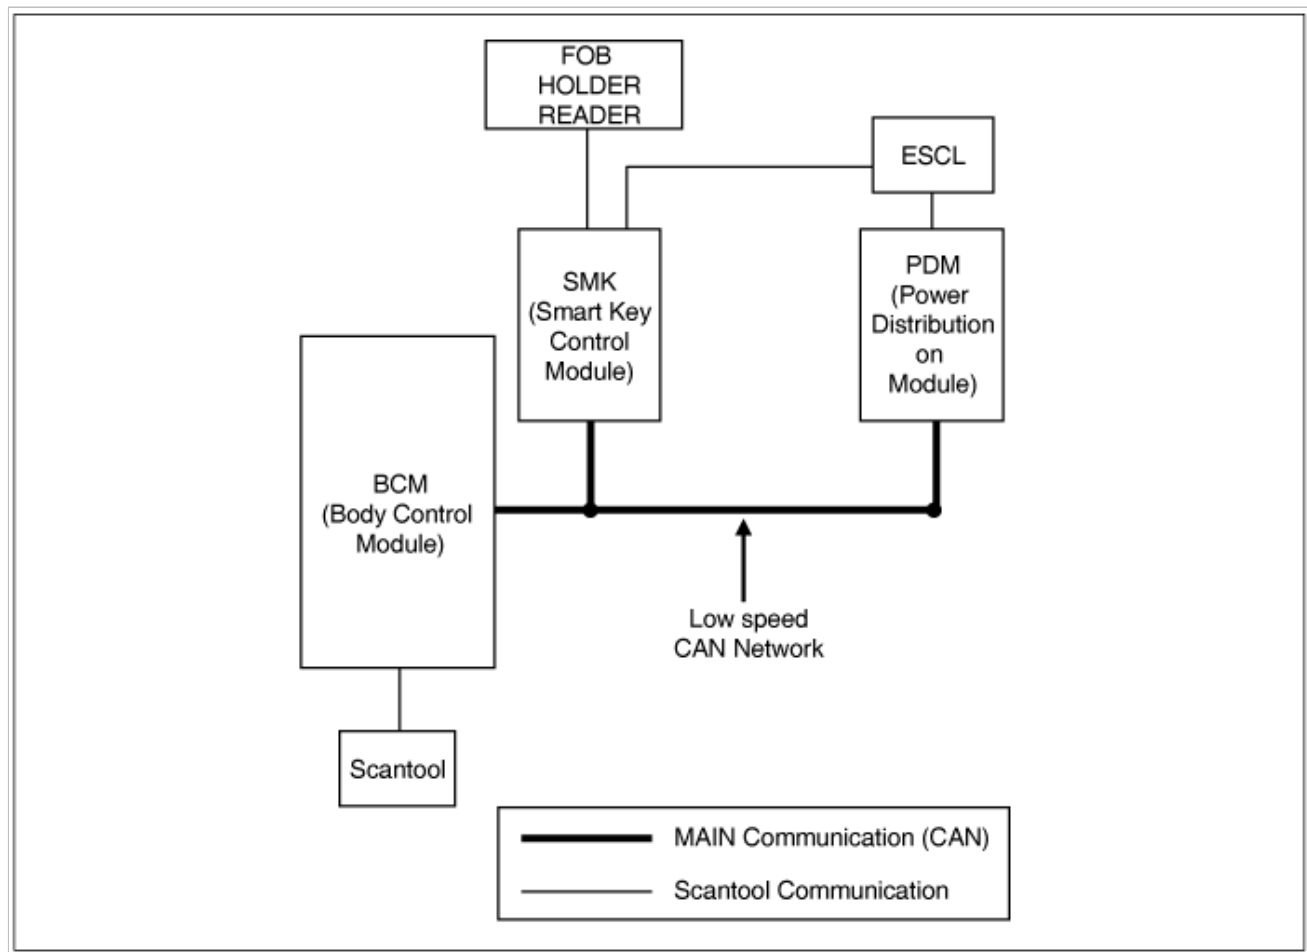 FOB
HOLDER
READER
ESCL
SMK
(Smart Key
Control
Module)
PDM
(Power
Distribution
on
Module)
BCM
(Body Control
Module)
Low speed
CAN Network
Scantool
MAIN Communication (CAN)
Scantool Communication